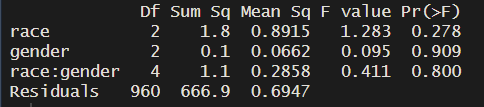 Df Sum Sq Mean Sq F value Pr(>F)
race 2 1.8 0.8915 1.283 0.278
gender 2 0.1 0.0662 0.095 0.909
race:gender 4 1.1 0.2858 0.411 0.800
Residuals 960 666.9 0.6947